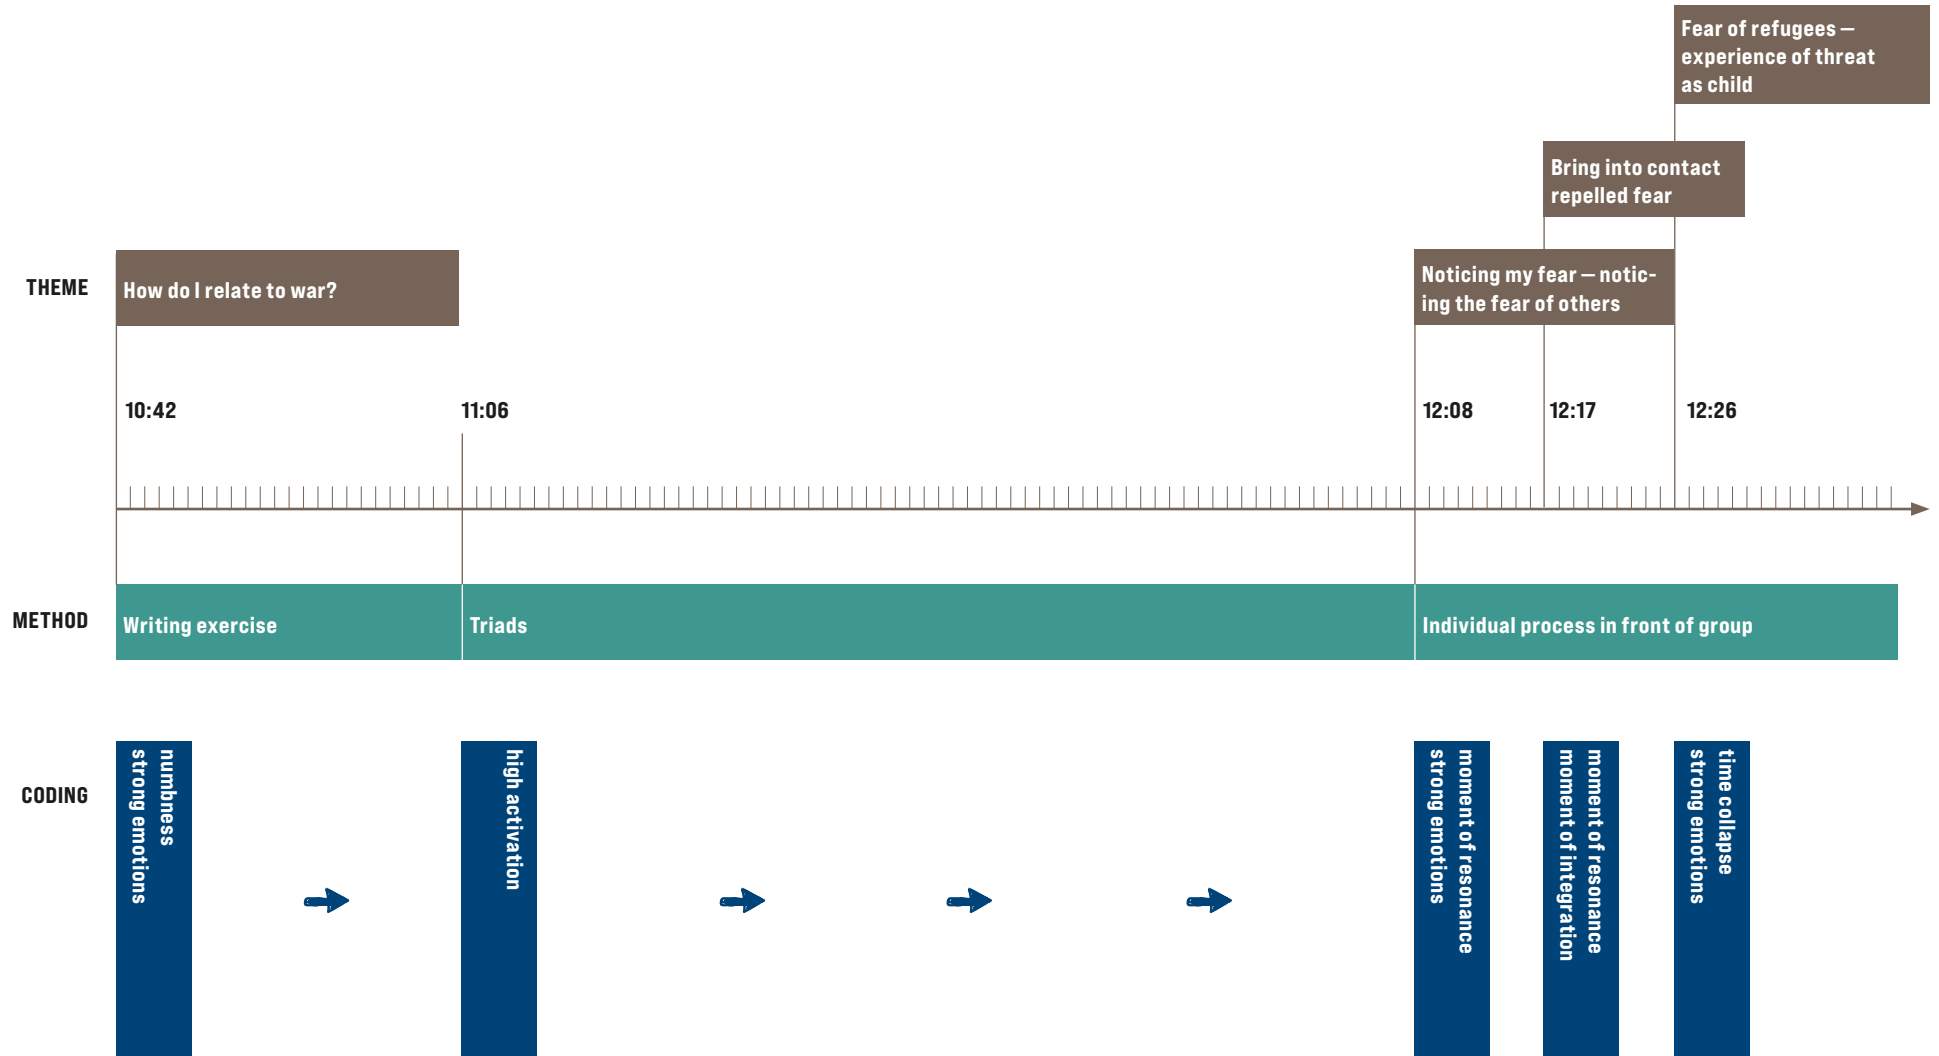 Fear of refugees –
experience of threat
as child
Bring into contact
repelled fear
THEME
How do I relate to war?
Noticing my fear – notic-
ing the fear of others
10:42
11:06
12:08
12:17
12:26
METHOD
Writing exercise
Triads
Individual process in front of group
CODING
numbness
strong emotions
high activation
moment of resonance
strong emotions
moment of resonance
moment of integration
time collapse
strong emotions